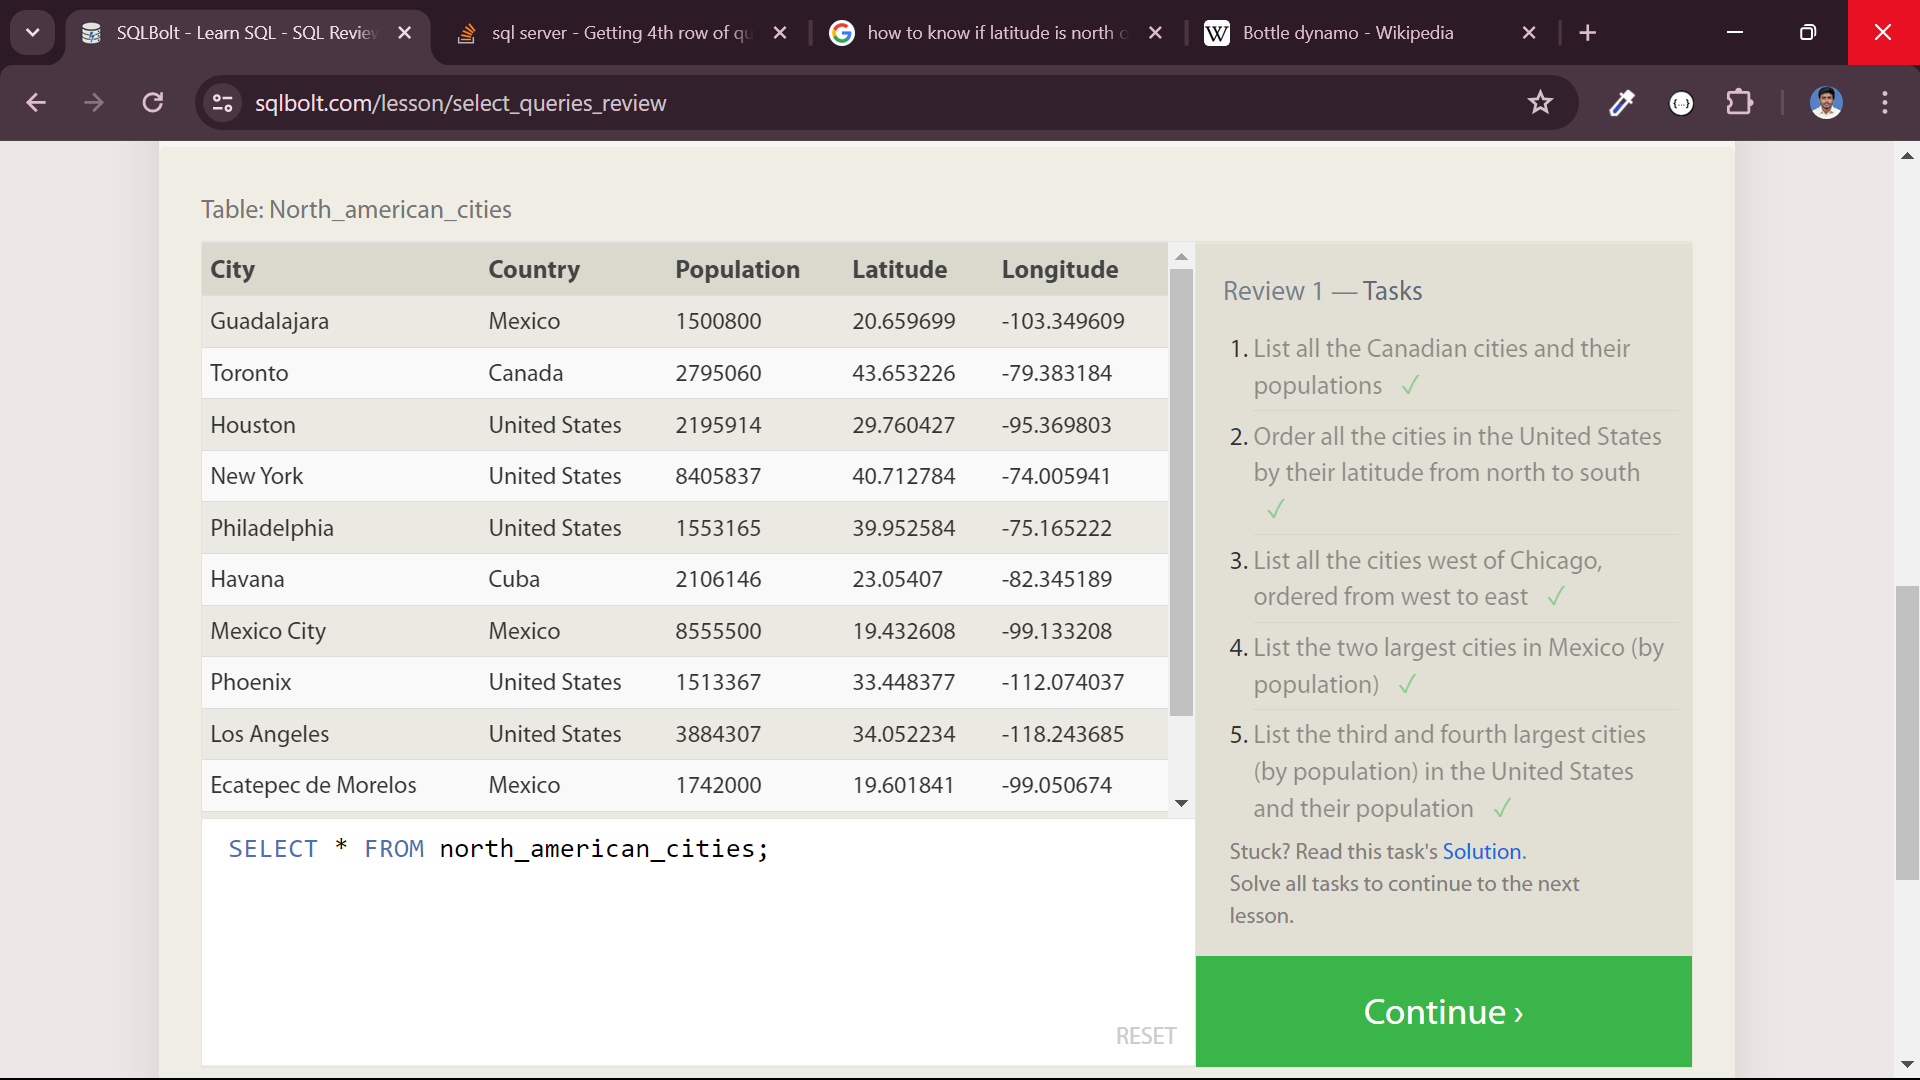 SQLBolt - Learn SQL - SQL Review
sql server - Getting 4th row of qu
how to know if latitude is north o
Bottle dynamo - Wikipedia
sqlbolt.com/lesson/select_queries_review
Table: North_american_cities
City Country Population Latitude Longitude
Guadalajara Mexico 1500800 20.659699 -103.349609
Toronto Canada 2795060 43.653226 -79.383184
Houston United States 2195914 29.760427 -95.369803
New York United States 8405837 40.712784 -74.005941
Philadelphia United States 1553165 39.952584 -75.165222
Havana Cuba 2106146 23.05407 -82.345189
Mexico City Mexico 8555500 19.432608 -99.133208
Phoenix United States 1513367 33.448377 -112.074037
Los Angeles United States 3884307 34.052234 -118.243685
Ecatepec de Morelos Mexico 1742000 19.601841 -99.050674
SELECT * FROM north_american_cities;
RESET
Review 1 — Tasks
1. List all the Canadian cities and their
populations ✓
2. Order all the cities in the United States
by their latitude from north to south
✓
3. List all the cities west of Chicago,
ordered from west to east ✓
4. List the two largest cities in Mexico (by
population) ✓
5. List the third and fourth largest cities
(by population) in the United States
and their population ✓
Stuck? Read this task's Solution.
Solve all tasks to continue to the next
lesson.
Continue ›